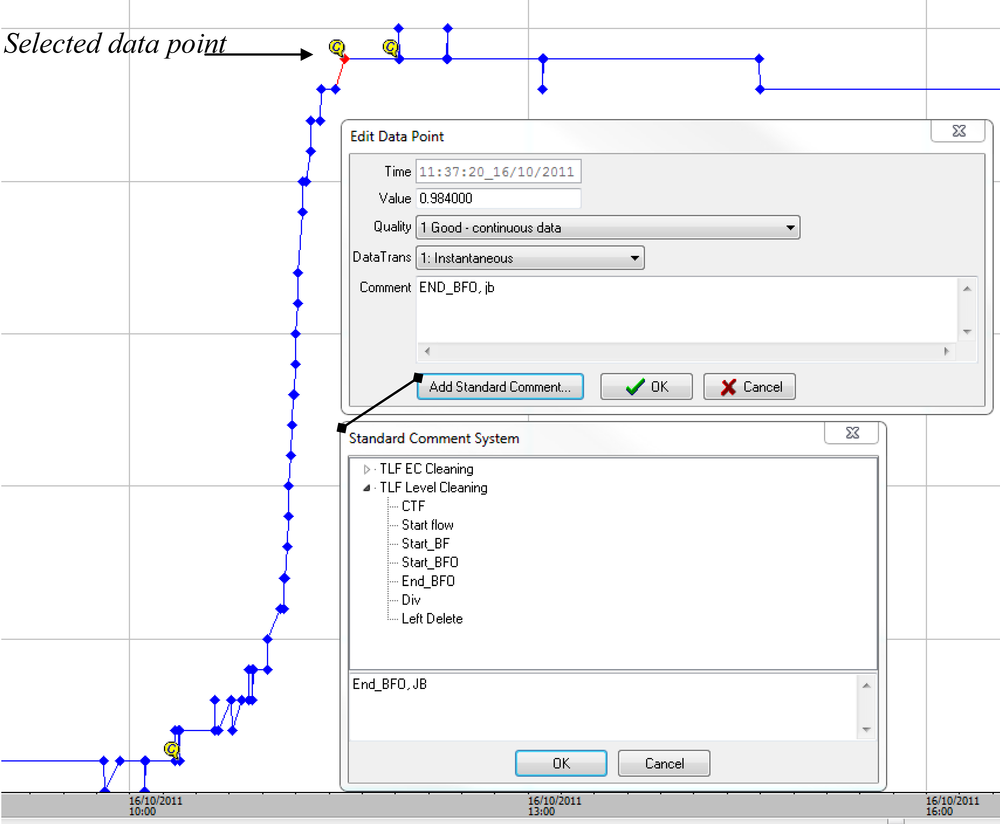 Selected data point
C
C
Edit Data Point
Time 11:37:20_16/10/2011
Value 0.984000
Quality 1 Good - continuous data
DataTrans 1: Instantaneous
Comment END_BFO, jb
Add Standard Comment... OK Cancel
Standard Comment System
TLF EC Cleaning
TLF Level Cleaning
CTF
Start flow
Start_BF
Start_BFO
End_BFO
Div
Left Delete
End_BFO, JB
C
OK Cancel
16/10/2011 16/10/2011 16/10/2011
10:00 13:00 16:00